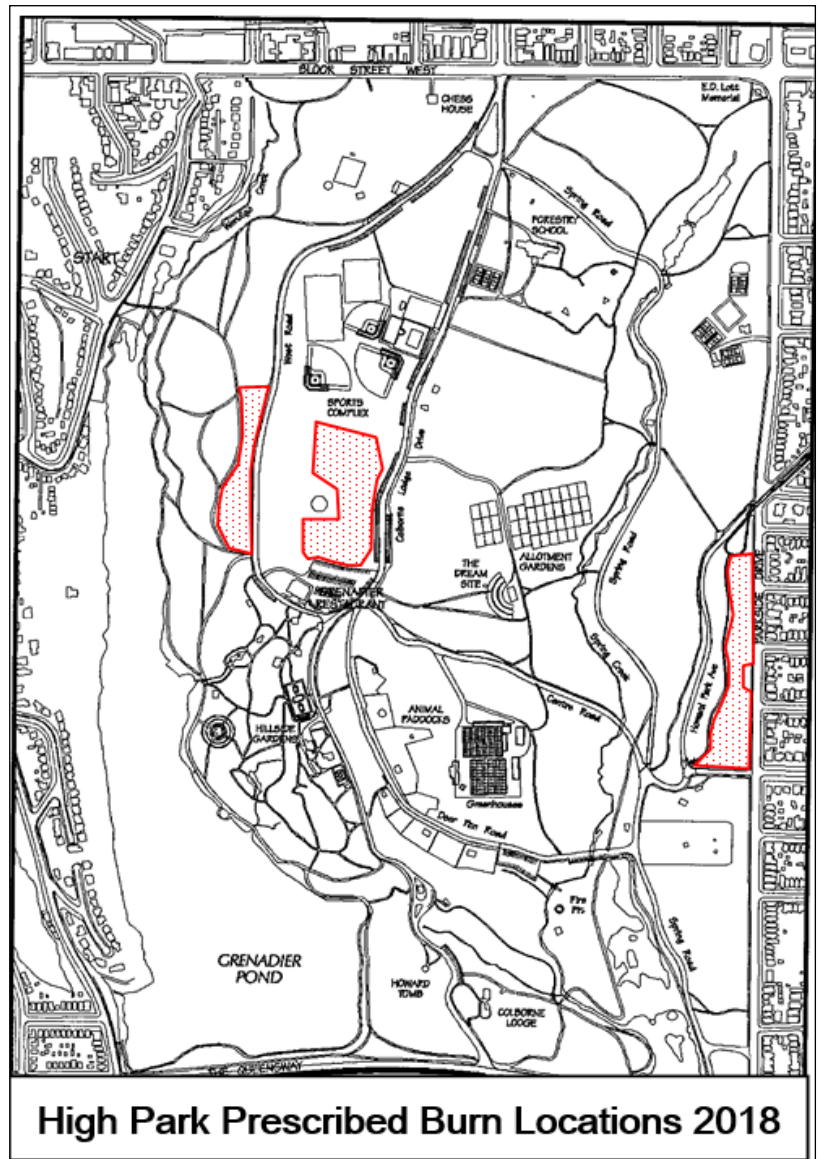 BLOOR STREET WEST
CHESS
HOUSE
E.D. Lott
Memorial
Spring Road
FORESTRY
SCHOOL
START
West Road
SPORTS
COMPLEX
Colborne Lodge Drive
ALLOTMENT
GARDENS
THE
DREAM
SITE
Spring Road
PARKSIDE DRIVE
GRENADIER
RESTAURANT
Spring Creek
Howard Park Ave
Centre Road
ANIMAL
PADDOCKS
HILLSIDE
GARDENS
Greenhouses
Deer Pen Road
Fire
Pit
Spring Road
GRENADIER
POND
HOWARD
TOMB
COLBORNE
LODGE
THE QUEENSWAY
High Park Prescribed Burn Locations 2018